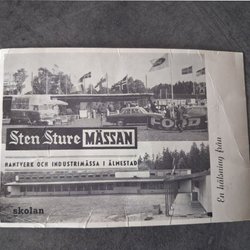 Sten Sture MÄSSAN
HANTVERK OCH INDUSTRIMÄSSA I ÄLMESTAD
skolan
En hälsning från